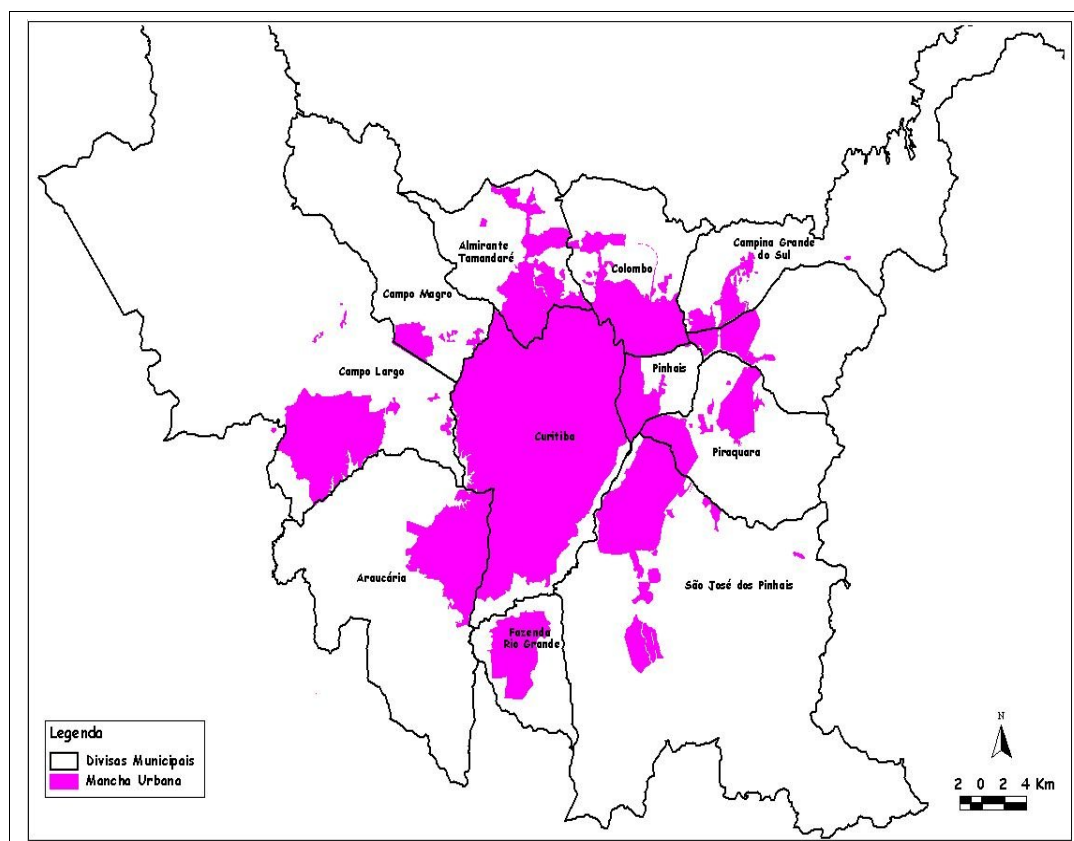 Almirante
Tamandaré
Colombo
Campina Grande
do Sul
Campo Magro
Campo Largo
Pinhais
Curitiba
Piraquara
Araucária
São José dos Pinhais
Fazenda
Rio Grande
Legenda
Divisas Municipais
Mancha Urbana
N
2 0 2 4 Km